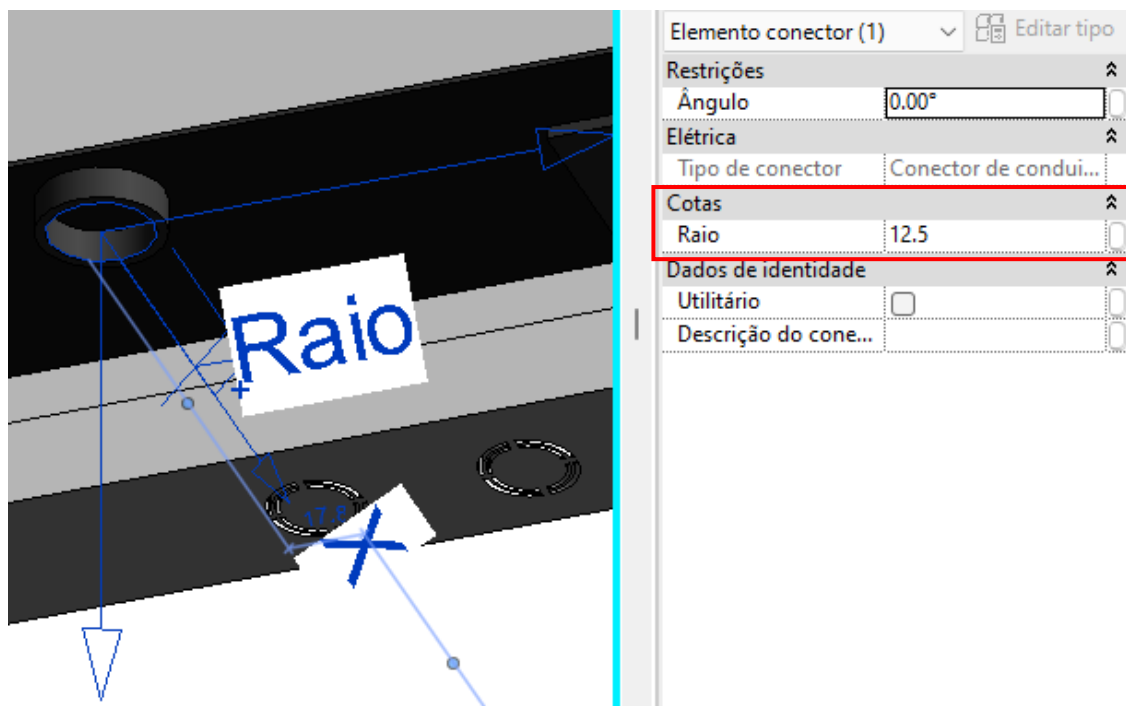 Elemento conector (1)
Editar tipo
Restrições
Ângulo
0.00°
Elétrica
Tipo de conector
Conector de condui...
Cotas
Raio
12.5
Dados de identidade
Utilitário
Descrição do cone...
Raio
X